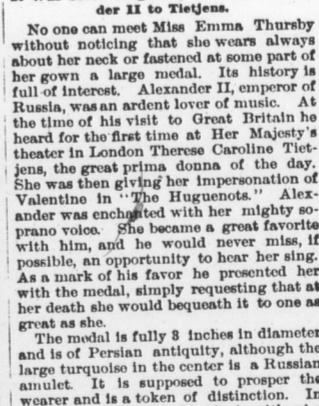 der II to Tietjens.
No one can meet Miss Emma Thursby
without noticing that she wears always
about her neck or fastened at some part of
her gown a large medal. Its history is
full of interest. Alexander II, emperor of
Russia, was an ardent lover of music. At
the time of his visit to Great Britain he
heard for the first time at Her Majesty's
theater in London Therese Caroline Tiet-
jens, the great prima donna of the day.
She was then giving her impersonation of
Valentine in "The Huguenots." Alex-
ander was enchanted with her mighty so-
prano voice. She became a great favorite
with him, and he would never miss, if
possible, an opportunity to hear her sing.
As a mark of his favor he presented her
with the medal, simply requesting that at
her death she would bequeath it to one as
great as she.
The medal is fully 3 inches in diameter
and is of Persian antiquity, although the
large turquoise in the center is a Russian
amulet. It is supposed to prosper the
wearer and is a token of distinction. In